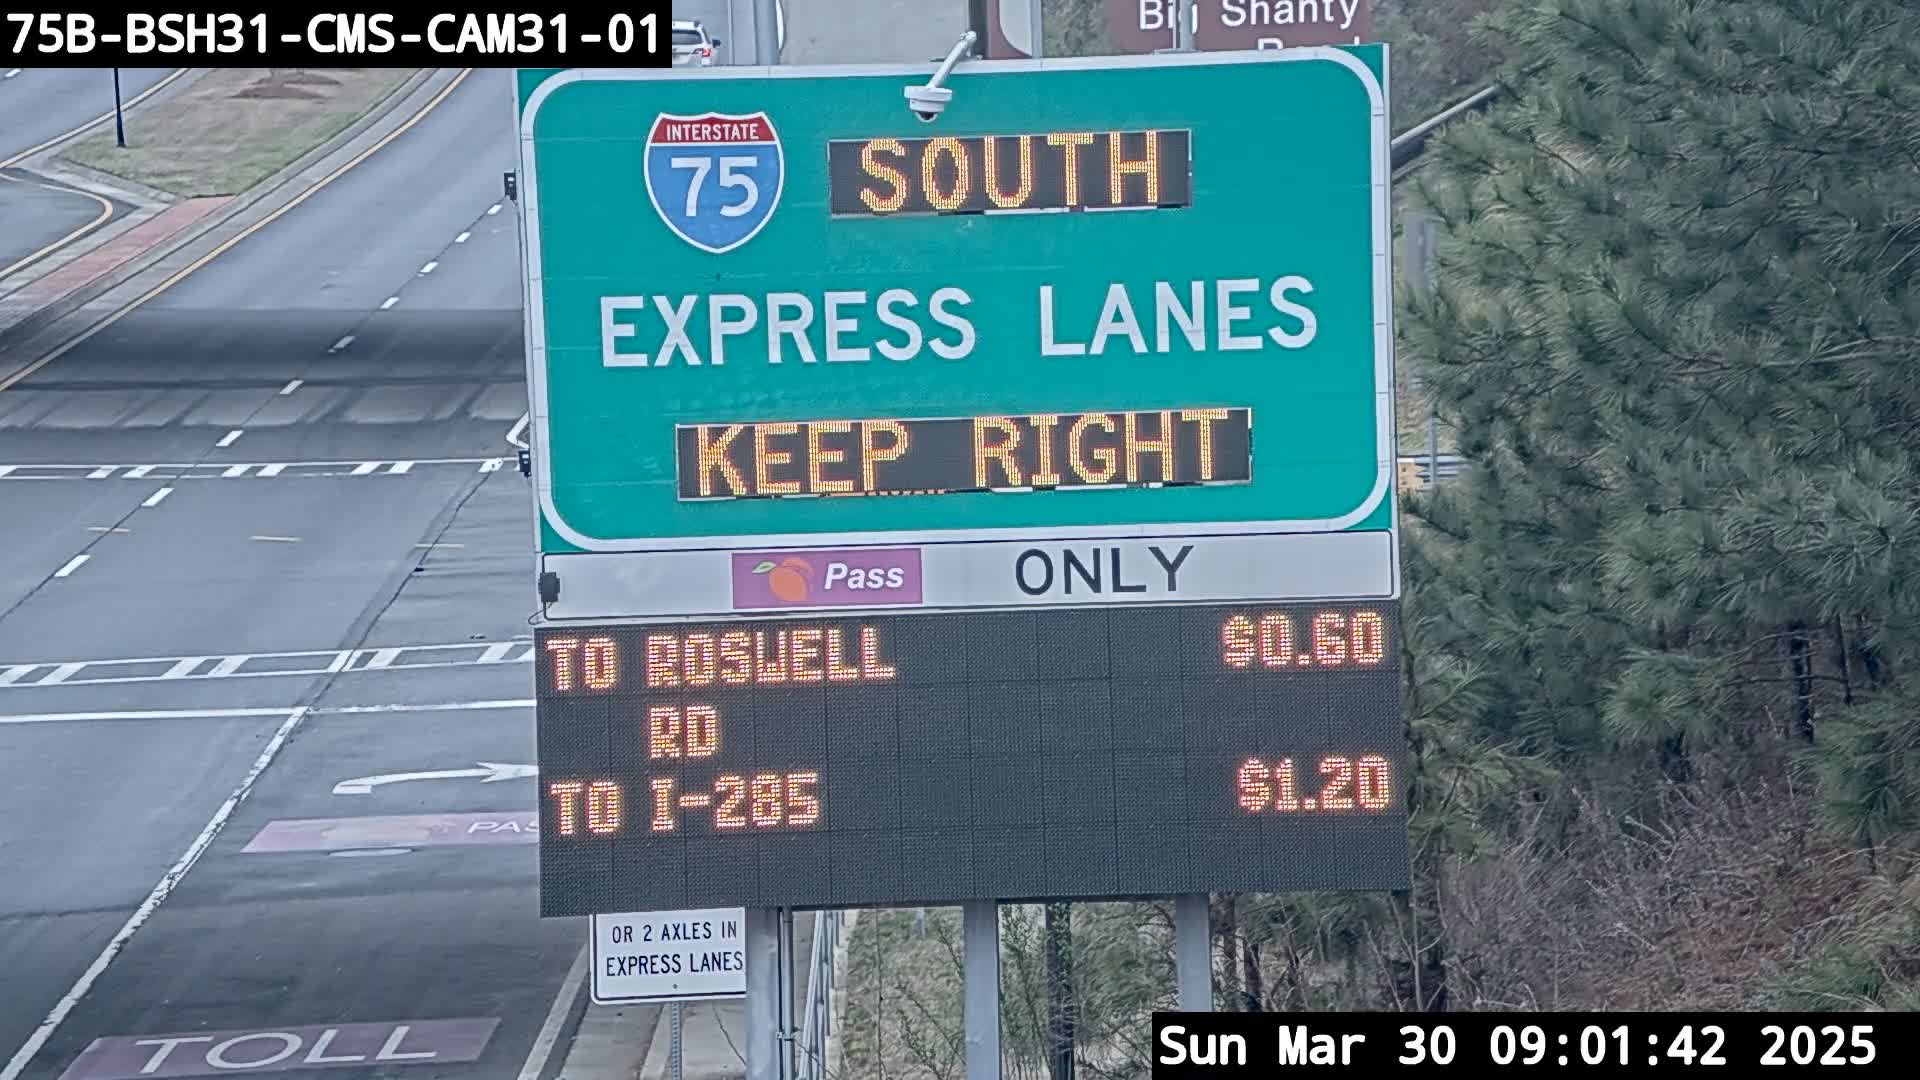 75B-BSH31-CMS-CAM31-01
Big Shanty
INTERSTATE
75
SOUTH
EXPRESS LANES
KEEP RIGHT
Pass ONLY
TO ROSWELL $0.60
RD
TO I-285 $1.20
OR 2 AXLES IN
EXPRESS LANES
TOLL
Sun Mar 30 09:01:42 2025